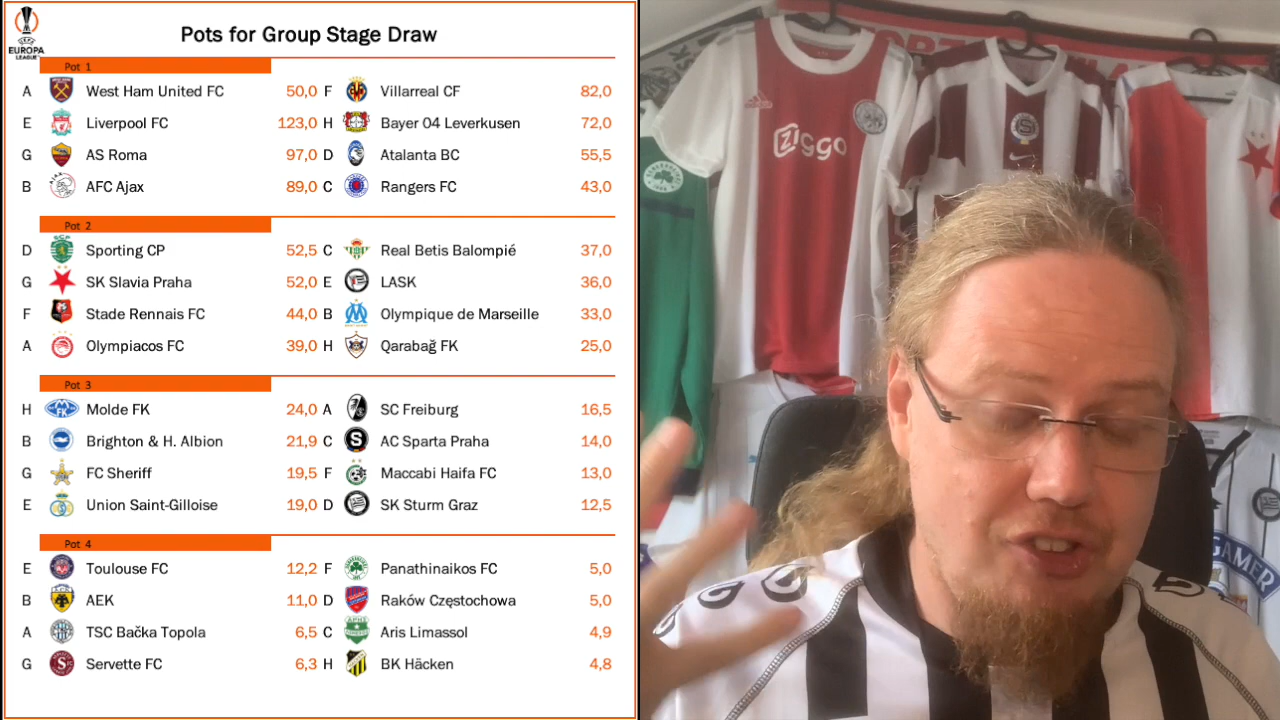 UEFA
EUROPA
LEAGUE
Pots for Group Stage Draw
Pot 1
A West Ham United FC 50,0 F Villarreal CF 82,0
E Liverpool FC 123,0 H Bayer 04 Leverkusen 72,0
G AS Roma 97,0 D Atalanta BC 55,5
B AFC Ajax 89,0 C Rangers FC 43,0
Pot 2
D Sporting CP 52,5 C Real Betis Balompié 37,0
G SK Slavia Praha 52,0 E LASK 36,0
F Stade Rennais FC 44,0 B Olympique de Marseille 33,0
A Olympiacos FC 39,0 H Qarabağ FK 25,0
Pot 3
H Molde FK 24,0 A SC Freiburg 16,5
B Brighton & H. Albion 21,9 C AC Sparta Praha 14,0
G FC Sheriff 19,5 F Maccabi Haifa FC 13,0
E Union Saint-Gilloise 19,0 D SK Sturm Graz 12,5
Pot 4
E Toulouse FC 12,2 F Panathinaikos FC 5,0
B AEK 11,0 D Raków Częstochowa 5,0
A TSC Bačka Topola 6,5 C Aris Limassol 4,9
G Servette FC 6,3 H BK Häcken 4,8
adidas
Ziggo
GAMER